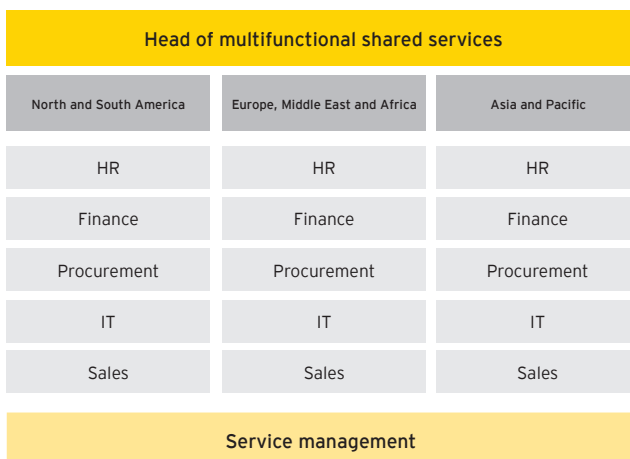 Head of multifunctional shared services
North and South America
Europe, Middle East and Africa
Asia and Pacific
HR
HR
HR
Finance
Finance
Finance
Procurement
Procurement
Procurement
IT
IT
IT
Sales
Sales
Sales
Service management